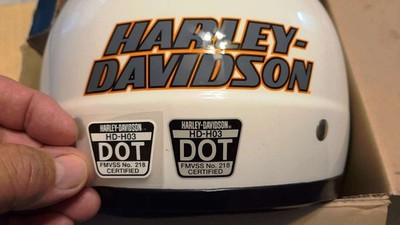 HARLEY-
DAVIDSON
HARLEY-DAVIDSON
HD-H03
DOT
FMVSS No. 218
CERTIFIED
HARLEY-DAVIDSON
HD-H03
DOT
FMVSS No. 218
CERTIFIED